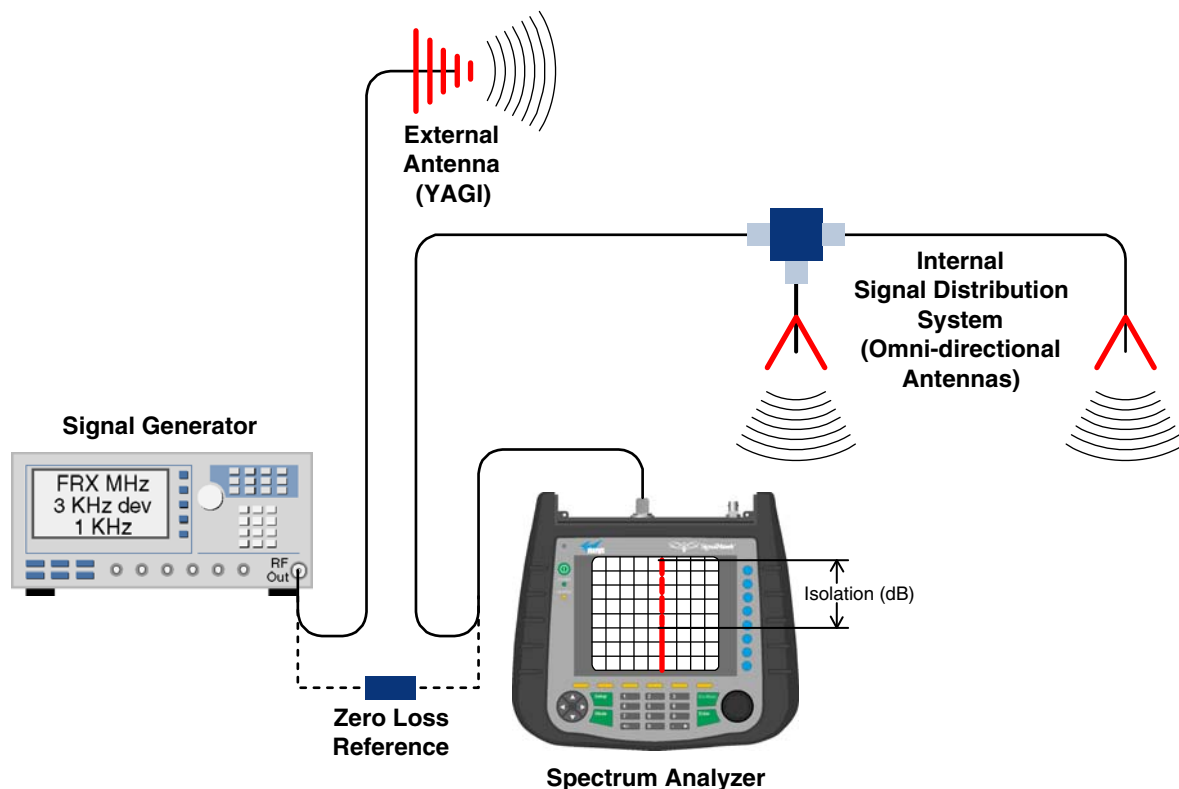 External
Antenna
(YAGI)
Internal
Signal Distribution
System
(Omni-directional
Antennas)
Signal Generator
FRX MHz
3 KHz dev
1 KHz
RF
Out
Isolation (dB)
Zero Loss
Reference
Spectrum Analyzer